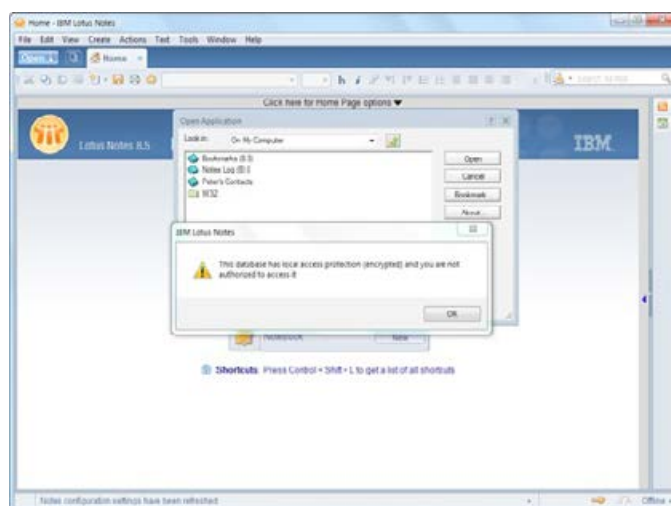 Home - IBM Lotus Notes
File Edit View Create Actions Text Tools Window Help
Open
Home
Click here for Home Page options
Lotus Notes 8.5
IBM
Open Application
Look in: On My Computer
Bookmarks (8.5)
Notes Log
Peter's Contacts
W32
Open
Cancel
Bookmark
About...
IBM Lotus Notes
This database has local access protection (encrypted) and you are not
authorized to access it
OK
Notebook
New
Shortcuts: Press Control + Shift + L to get a list of all shortcuts
Notes configuration settings have been refreshed
Offline